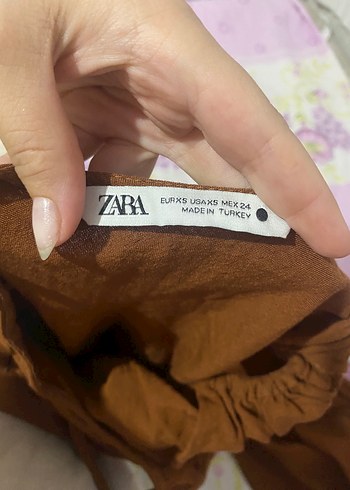 ZARA
EUR XS USA XS MEX 24
MADE IN TURKEY